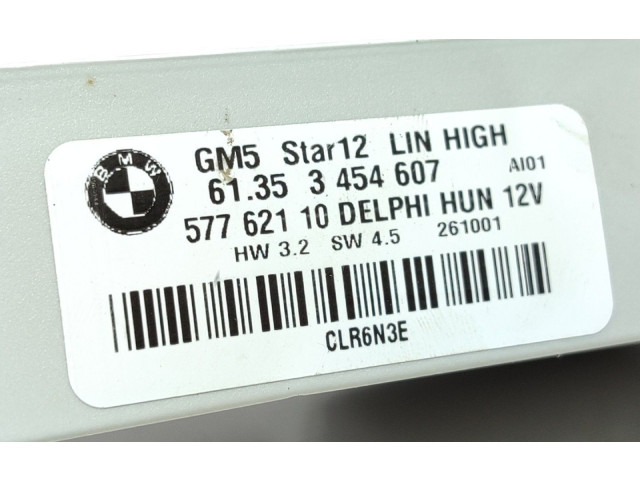 BMW
GM5 Star12 LIN HIGH
61.35 3 454 607 AI01
577 621 10 DELPHI HUN 12V
HW 3.2 SW 4.5 261001
CLR6N3E